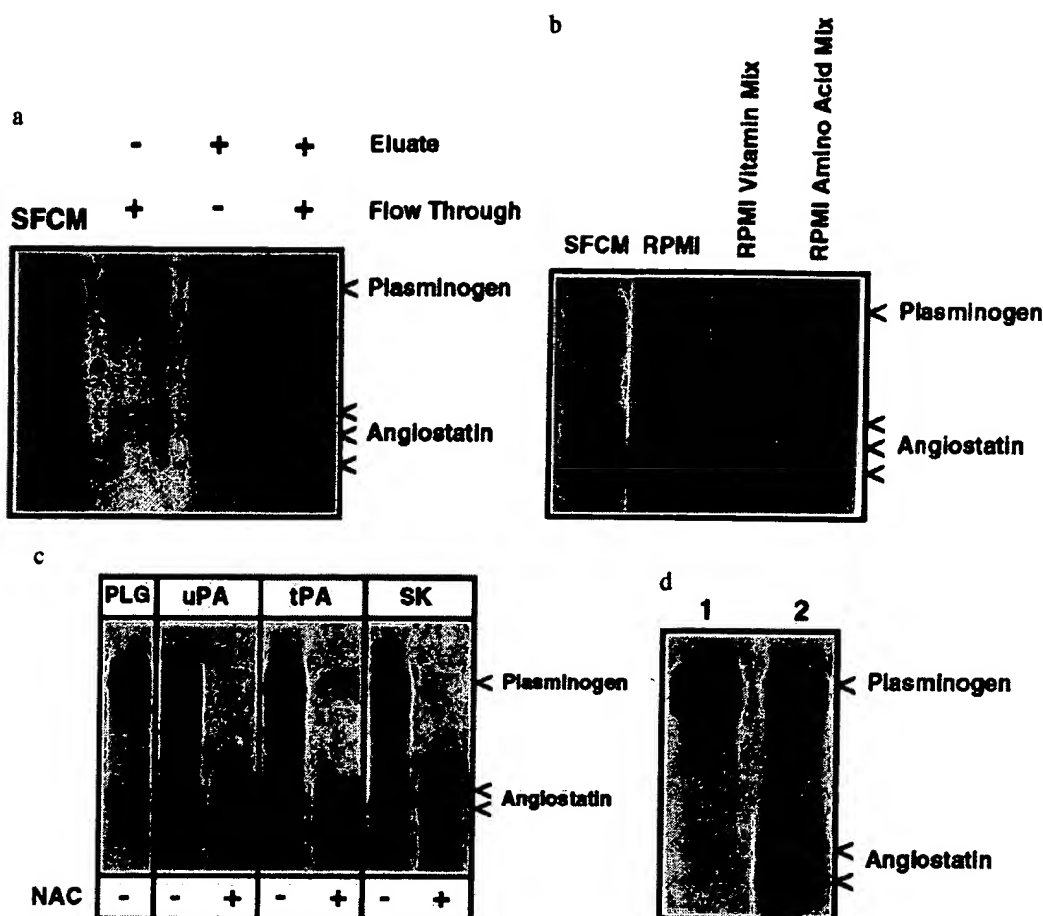 a
- + + Eluate
+ - + Flow Through
SFCM
< Plasminogen
< Angiostatin
b
SFCM RPMI RPMI Vitamin Mix RPMI Amino Acid Mix
< Plasminogen
< Angiostatin
c
PLG uPA tPA SK
< Plasminogen
< Angiostatin
NAC - - + - + - +
d
1 2
< Plasminogen
< Angiostatin